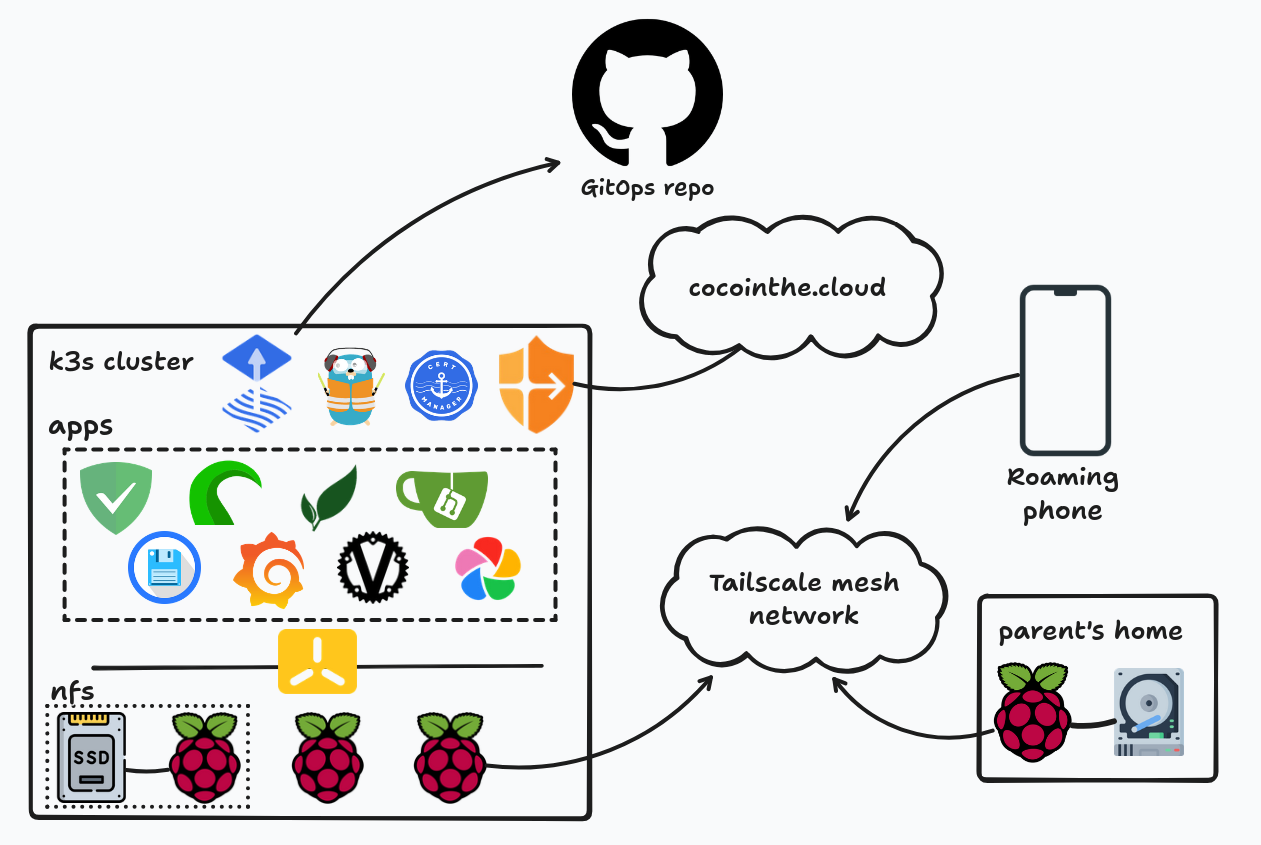 GitOps repo
cocointhe.cloud
k3s cluster
CERT
MANAGER
apps
Roaming
phone
Tailscale mesh
network
parent's home
nfs
SSD